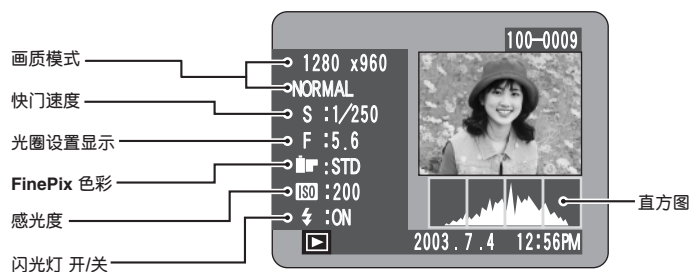 100-0009
画质模式
1280 x960
NORMAL
快门速度
S :1/250
光圈设置显示
F :5.6
FinePix 色彩
:STD
感光度
ISO :200
直方图
闪光灯 开/关
:ON
2003.7.4 12:56PM